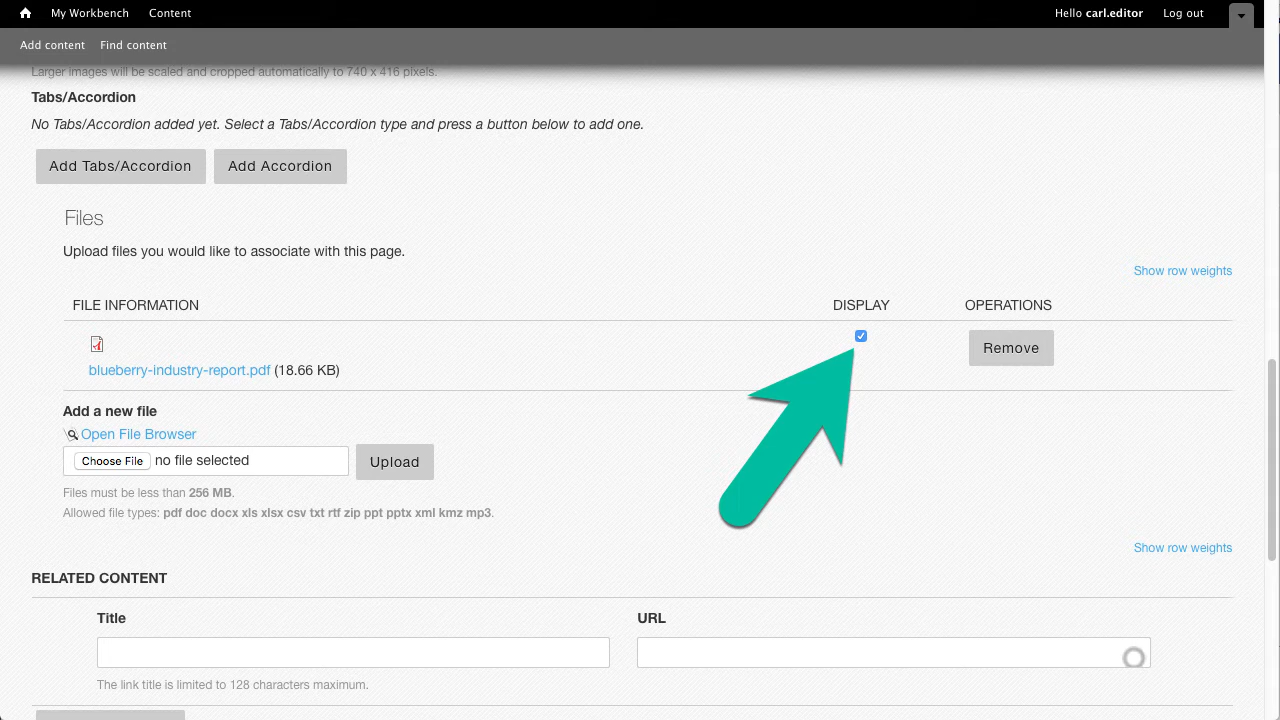 My Workbench Content Hello carl.editor Log out
Add content Find content
Larger images will be scaled and cropped automatically to 740 x 416 pixels.
Tabs/Accordion
No Tabs/Accordion added yet. Select a Tabs/Accordion type and press a button below to add one.
Add Tabs/Accordion Add Accordion
Files
Upload files you would like to associate with this page.
Show row weights
FILE INFORMATION DISPLAY OPERATIONS
Remove
blueberry-industry-report.pdf (18.66 KB)
Add a new file
Open File Browser
Choose File no file selected Upload
Files must be less than 256 MB.
Allowed file types: pdf doc docx xls xlsx csv txt rtf zip ppt pptx xml kmz mp3.
Show row weights
RELATED CONTENT
Title URL
The link title is limited to 128 characters maximum.